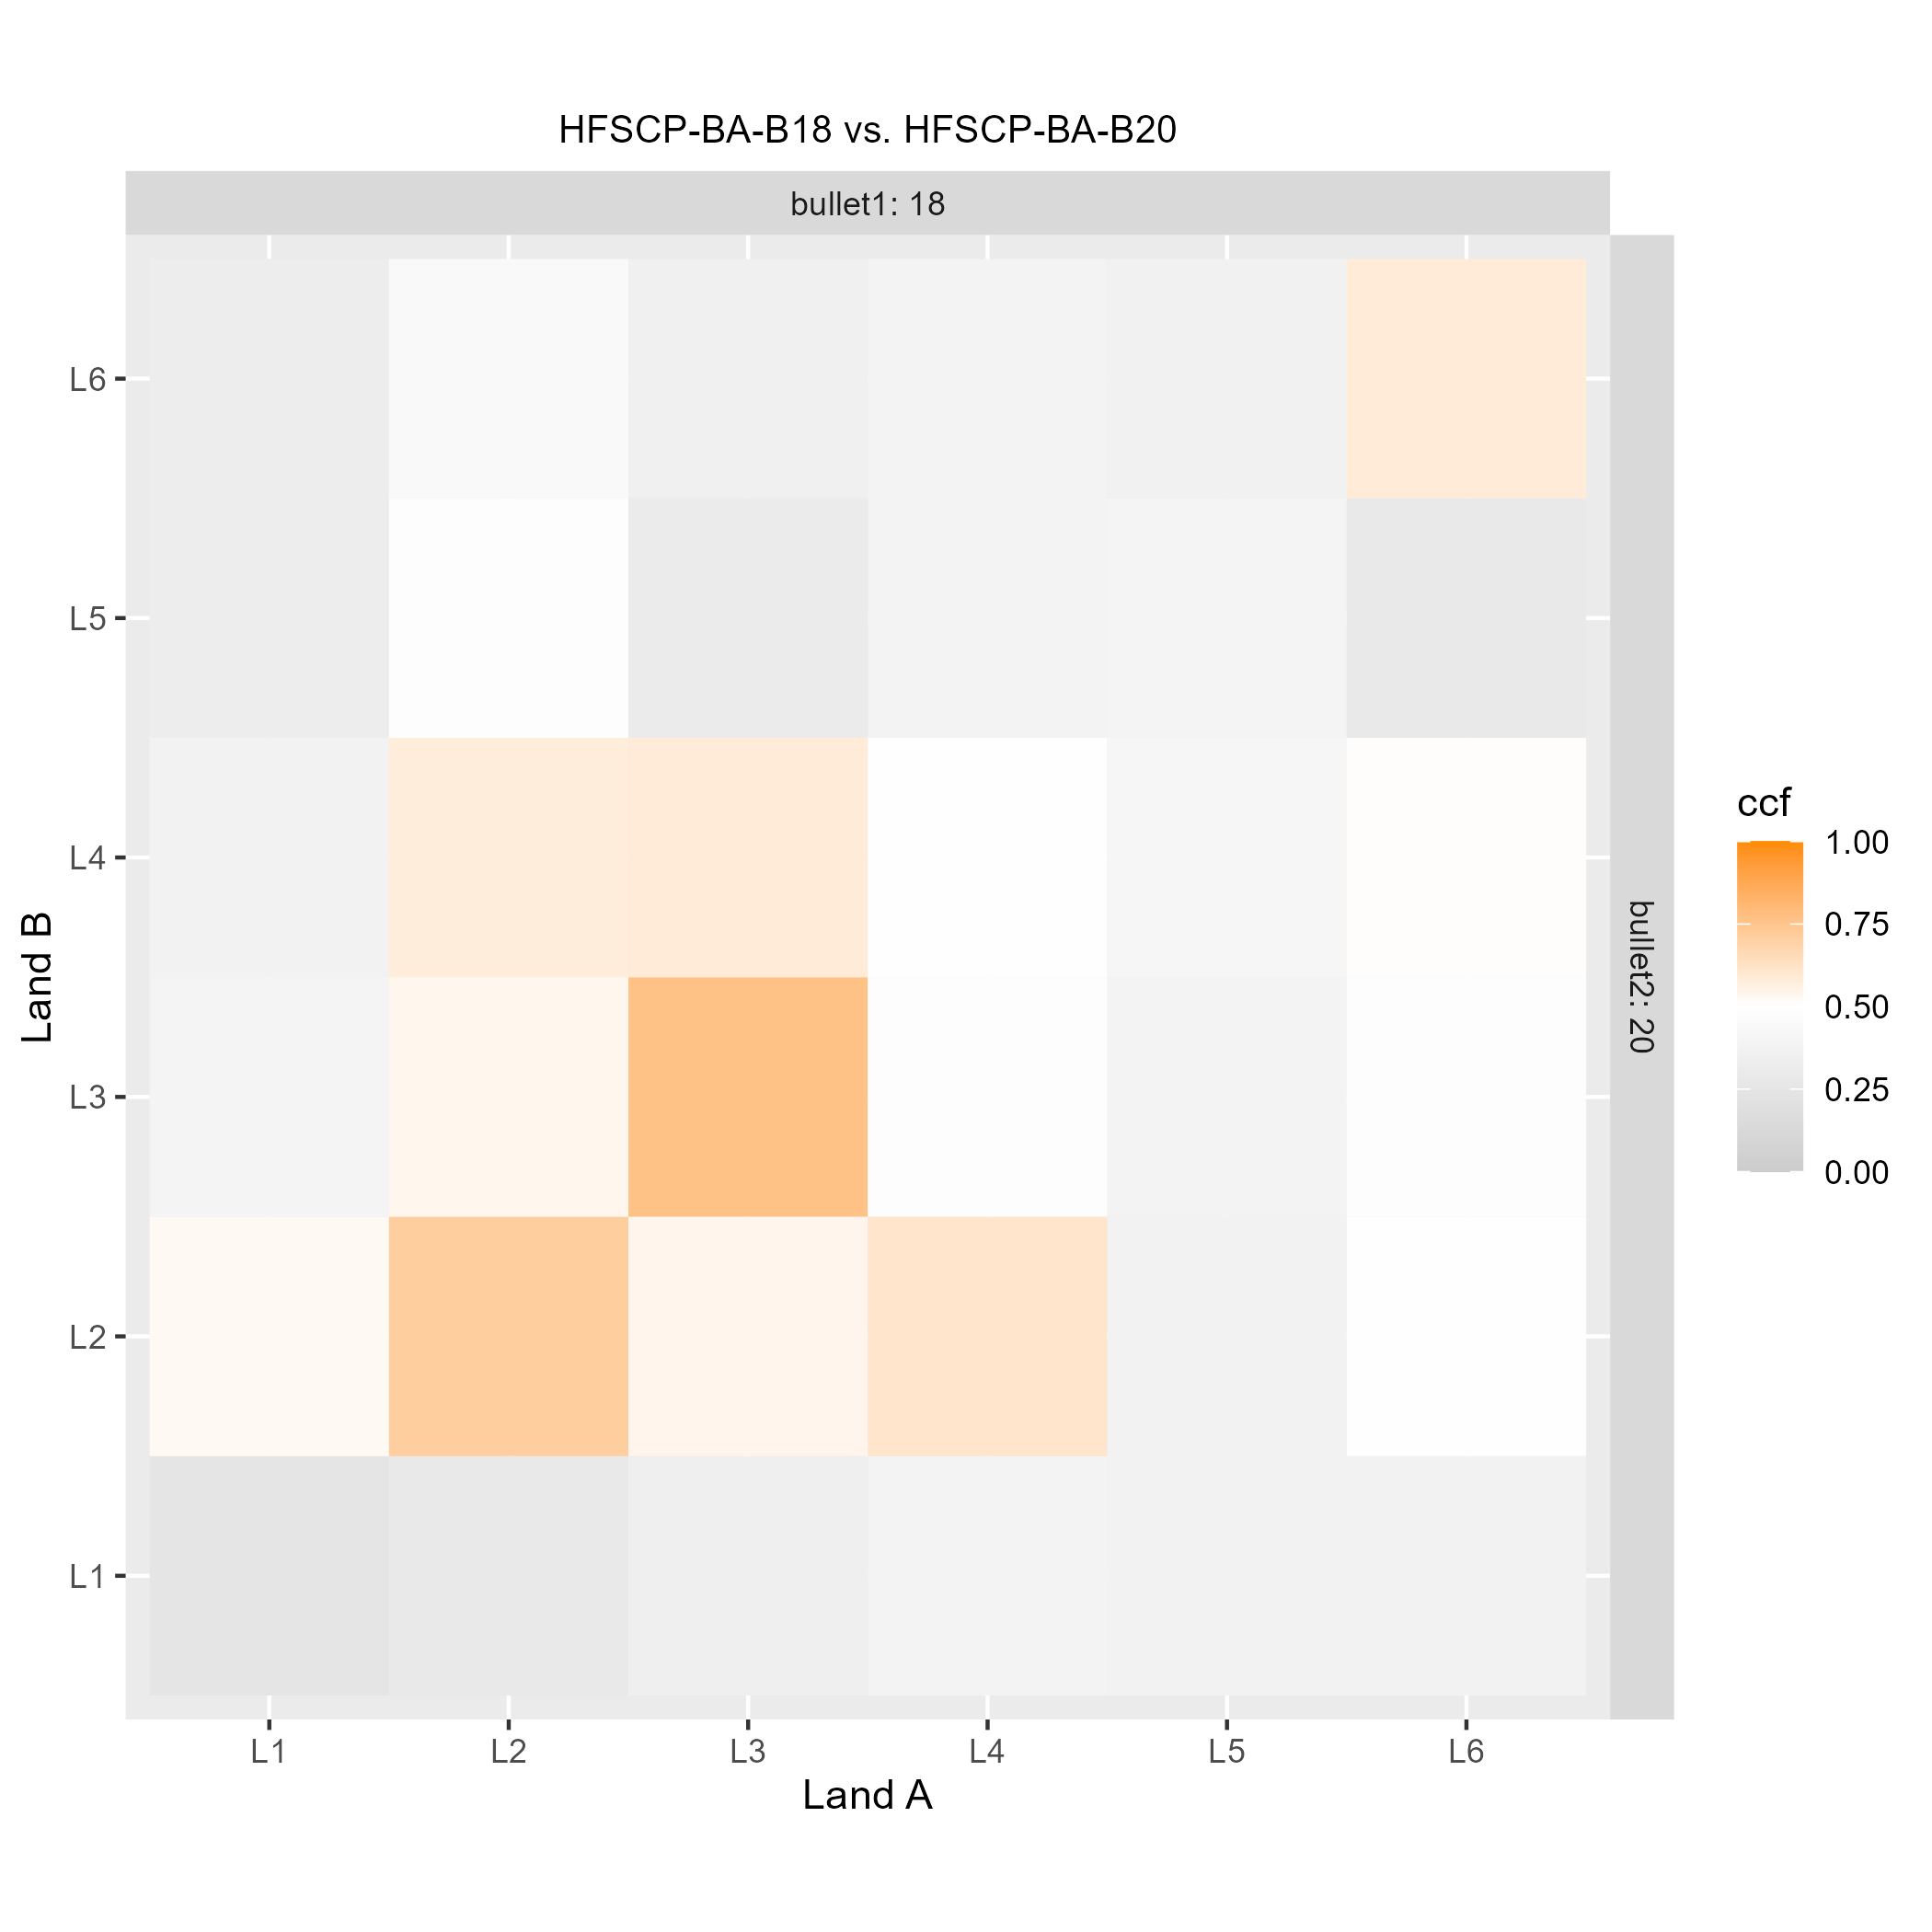 HFSCP-BA-B18 vs. HFSCP-BA-B20
bullet1: 18
L6
L5
L4
L3
L2
L1
Land B
bullet2: 20
L1 L2 L3 L4 L5 L6
Land A
ccf
1.00
0.75
0.50
0.25
0.00